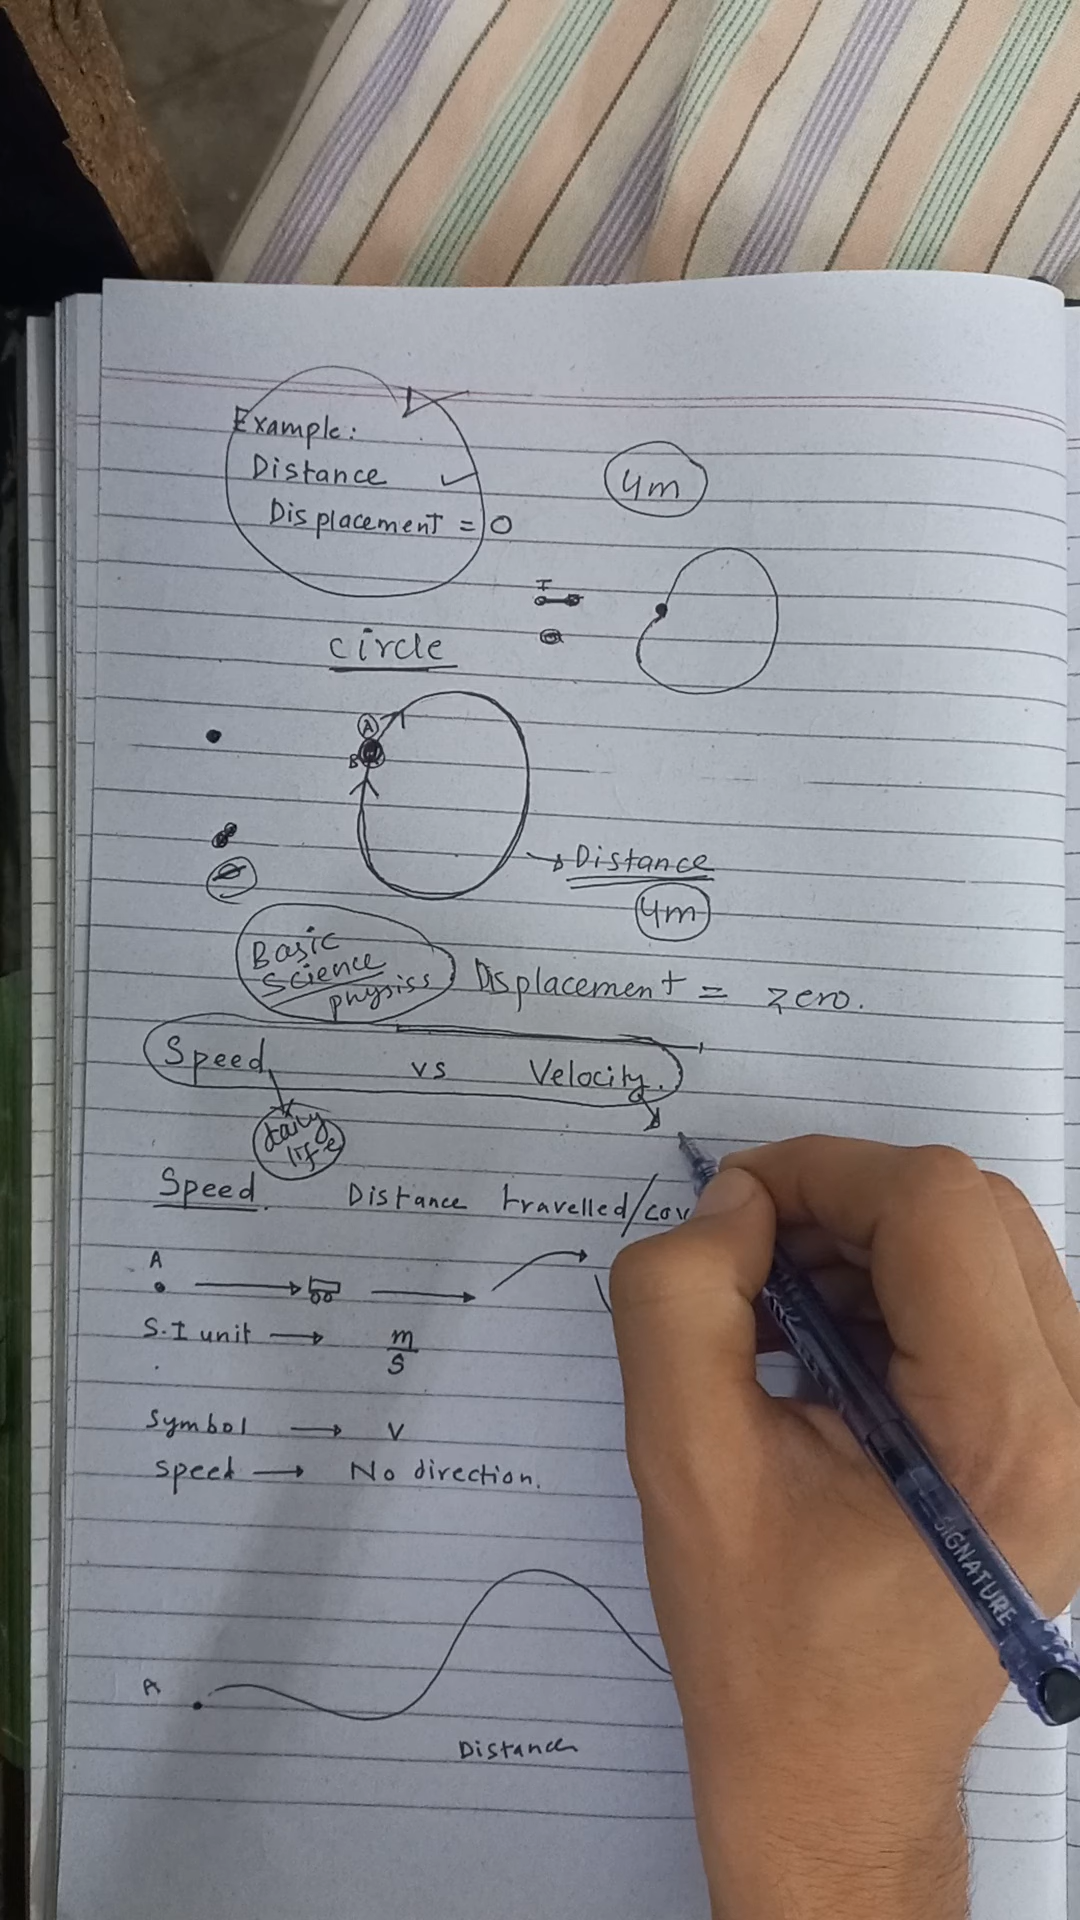 Example:
Distance
Displacement = 0
4m
I
circle
A
B
Distance
4m
Basic
Science
physiss
Displacement = zero.
Speed vs Velocity.
daily
life
Speed. Distance travelled/cov
A
S.I unit → m/s
Symbol → v
speed → No direction.
A
Distance
SIGNATURE